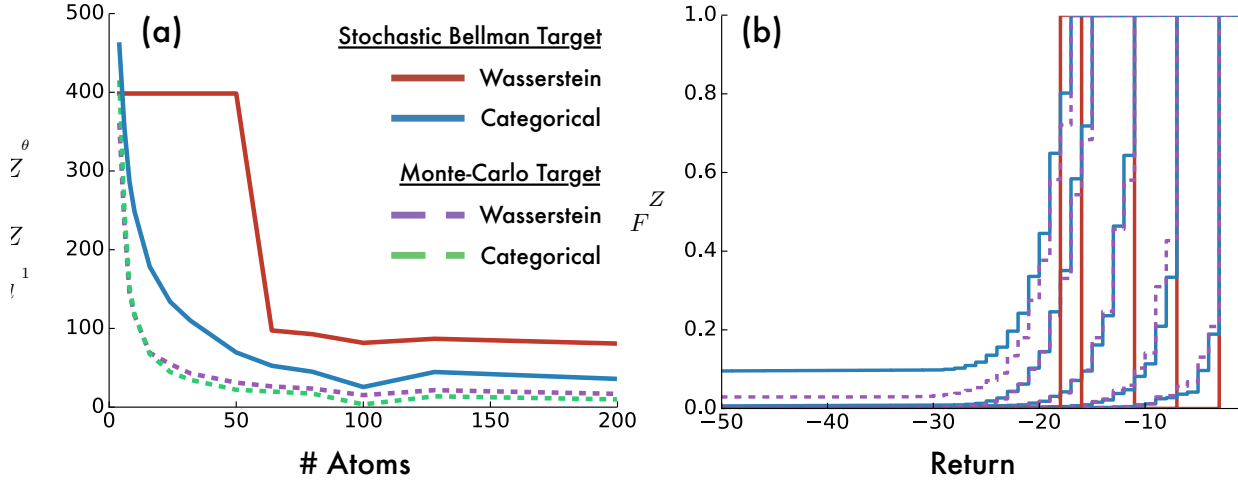 500
400
300
200
100
0
θ
Z
Z
1
0
50
100
150
200
# Atoms
(a)
Stochastic Bellman Target
Wasserstein
Categorical
Monte-Carlo Target
Wasserstein
Categorical
(b)
1.0
0.8
0.6
0.4
0.2
0.0
F Z
−50
−40
−30
−20
−10
Return